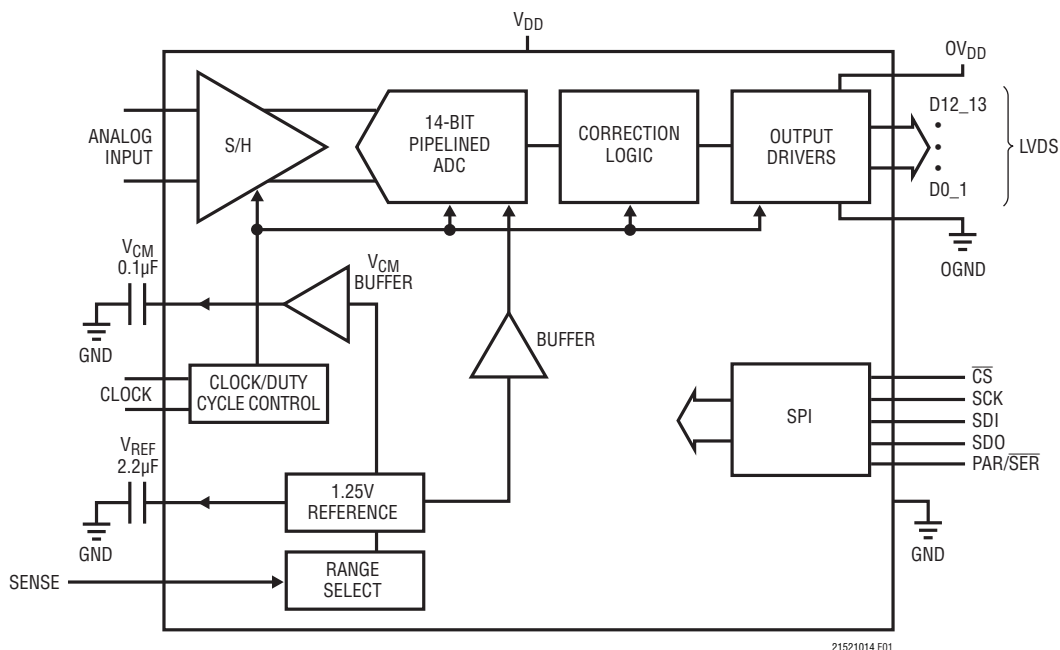 VDD
OVDD
D12_13
•
•
•
D0_1
LVDS
OGND
ANALOG
INPUT
S/H
14-BIT
PIPELINED
ADC
CORRECTION
LOGIC
OUTPUT
DRIVERS
VCM
0.1µF
GND
VCM
BUFFER
BUFFER
CLOCK
CLOCK/DUTY
CYCLE CONTROL
SPI
C̅S̅
SCK
SDI
SDO
PAR/S̅E̅R̅
GND
VREF
2.2µF
GND
1.25V
REFERENCE
SENSE
RANGE
SELECT
21521014 F01